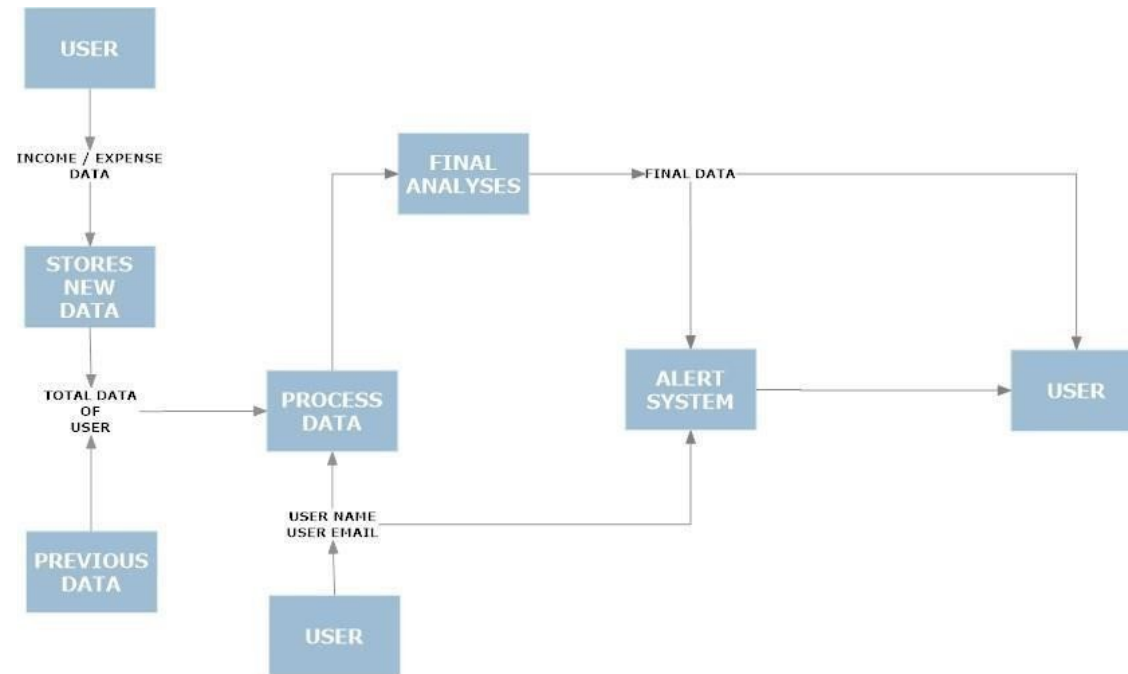 USER
INCOME / EXPENSE
DATA
STORES
NEW
DATA
TOTAL DATA
OF
USER
PREVIOUS
DATA
PROCESS
DATA
USER NAME
USER EMAIL
USER
FINAL
ANALYSES
FINAL DATA
ALERT
SYSTEM
USER